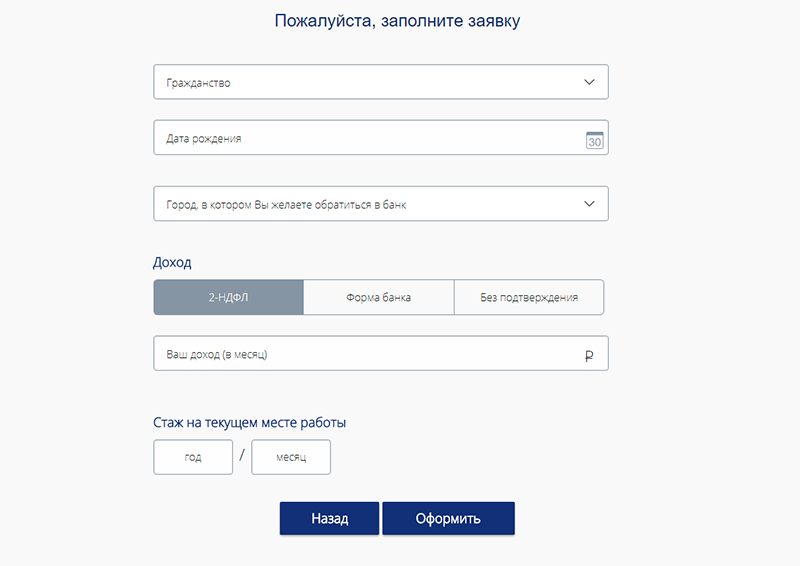 Пожалуйста, заполните заявку
Гражданство
Дата рождения
30
Город, в котором Вы желаете обратиться в банк
Доход
2-НДФЛ Форма банка Без подтверждения
Ваш доход (в месяц) ₽
Стаж на текущем месте работы
год / месяц
Назад Оформить